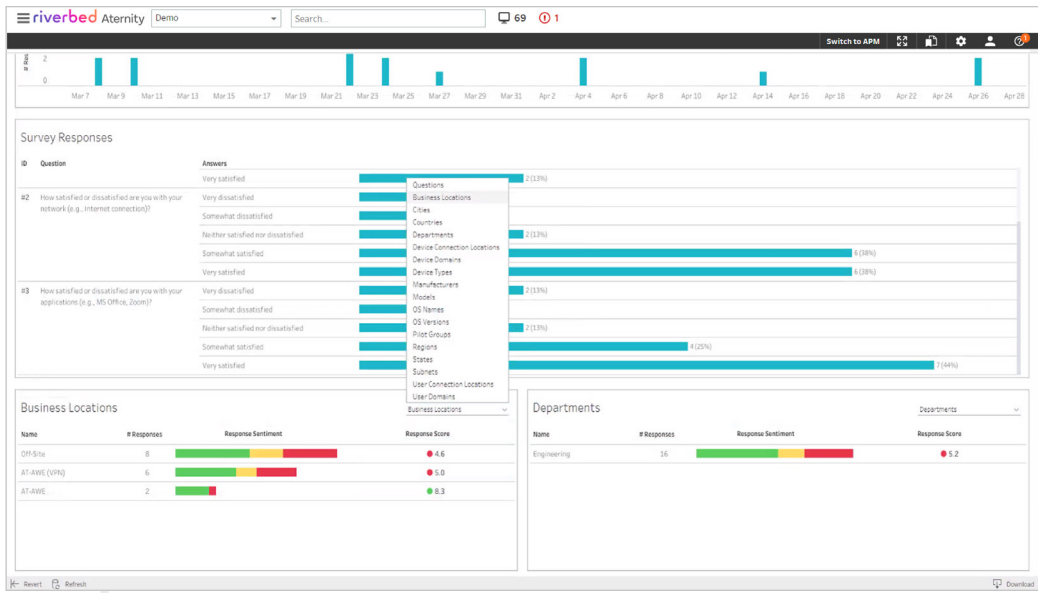 riverbed Aternity Demo Search... 69 1
Switch to APM
1
# Res
2
0
Mar 7 Mar 9 Mar 11 Mar 13 Mar 15 Mar 17 Mar 19 Mar 21 Mar 23 Mar 25 Mar 27 Mar 29 Mar 31 Apr 2 Apr 4 Apr 6 Apr 8 Apr 10 Apr 12 Apr 14 Apr 16 Apr 18 Apr 20 Apr 22 Apr 24 Apr 26 Apr 28
Survey Responses
ID Question Answers
Very satisfied 2 (13%)
#2 How satisfied or dissatisfied are you with your
network (e.g., Internet connection)?
Very dissatisfied
Somewhat dissatisfied
Neither satisfied nor dissatisfied 2 (13%)
Somewhat satisfied 6 (38%)
Very satisfied 6 (38%)
#3 How satisfied or dissatisfied are you with your
applications (e.g., MS Office, Zoom)?
Very dissatisfied 2 (13%)
Somewhat dissatisfied
Neither satisfied nor dissatisfied 2 (13%)
Somewhat satisfied 4 (25%)
Very satisfied 7 (44%)
Questions
Business Locations
Cities
Countries
Departments
Device Connection Locations
Device Domains
Device Types
Manufacturers
Models
OS Names
OS Versions
Pilot Groups
Regions
States
Subnets
User Connection Locations
User Domains
Business Locations Business Locations
Name # Responses Response Sentiment Response Score
Off-Site 8 4.6
AT-AWE (VPN) 6 5.0
AT-AWE 2 8.3
Departments Departments
Name # Responses Response Sentiment Response Score
Engineering 16 5.2
Revert Refresh Download